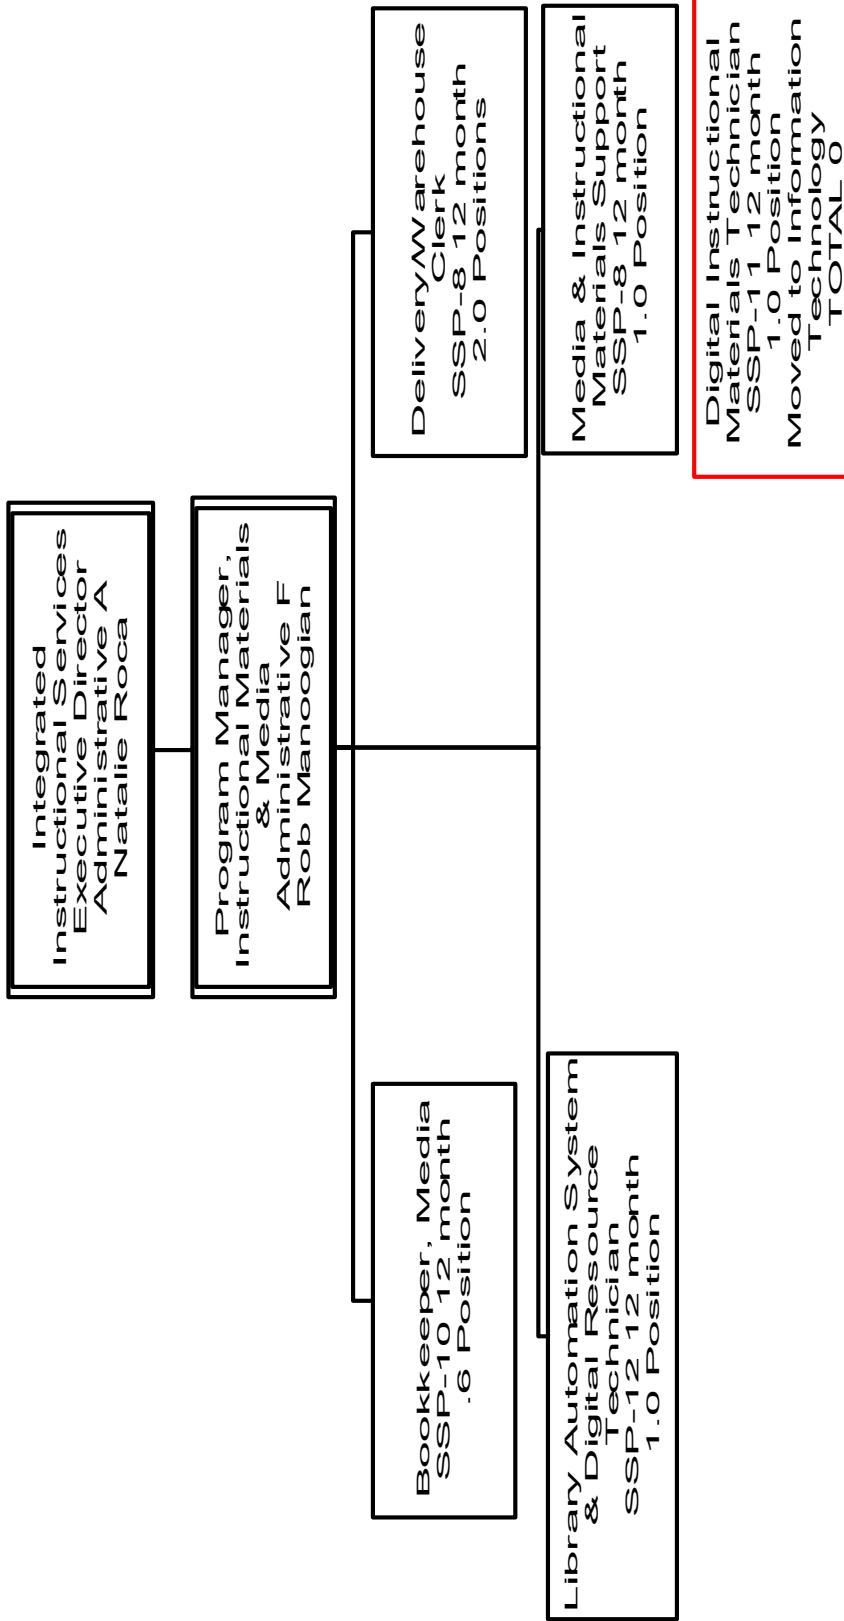 Integrated
Instructional Services
Executive Director
Administrative A
Natalie Roca
Program Manager,
Instructional Materials
& Media
Administrative F
Rob Manoogian
Bookkeeper, Media
SSP-10 12 month
.6 Position
Delivery/Warehouse
Clerk
SSP-8 12 month
2.0 Positions
Library Automation System
& Digital Resource
Technician
SSP-12 12 month
1.0 Position
Media & Instructional
Materials Support
SSP-8 12 month
1.0 Position
Digital Instructional
Materials Technician
SSP-11 12 month
1.0 Position
Moved to Information
Technology
TOTAL 0